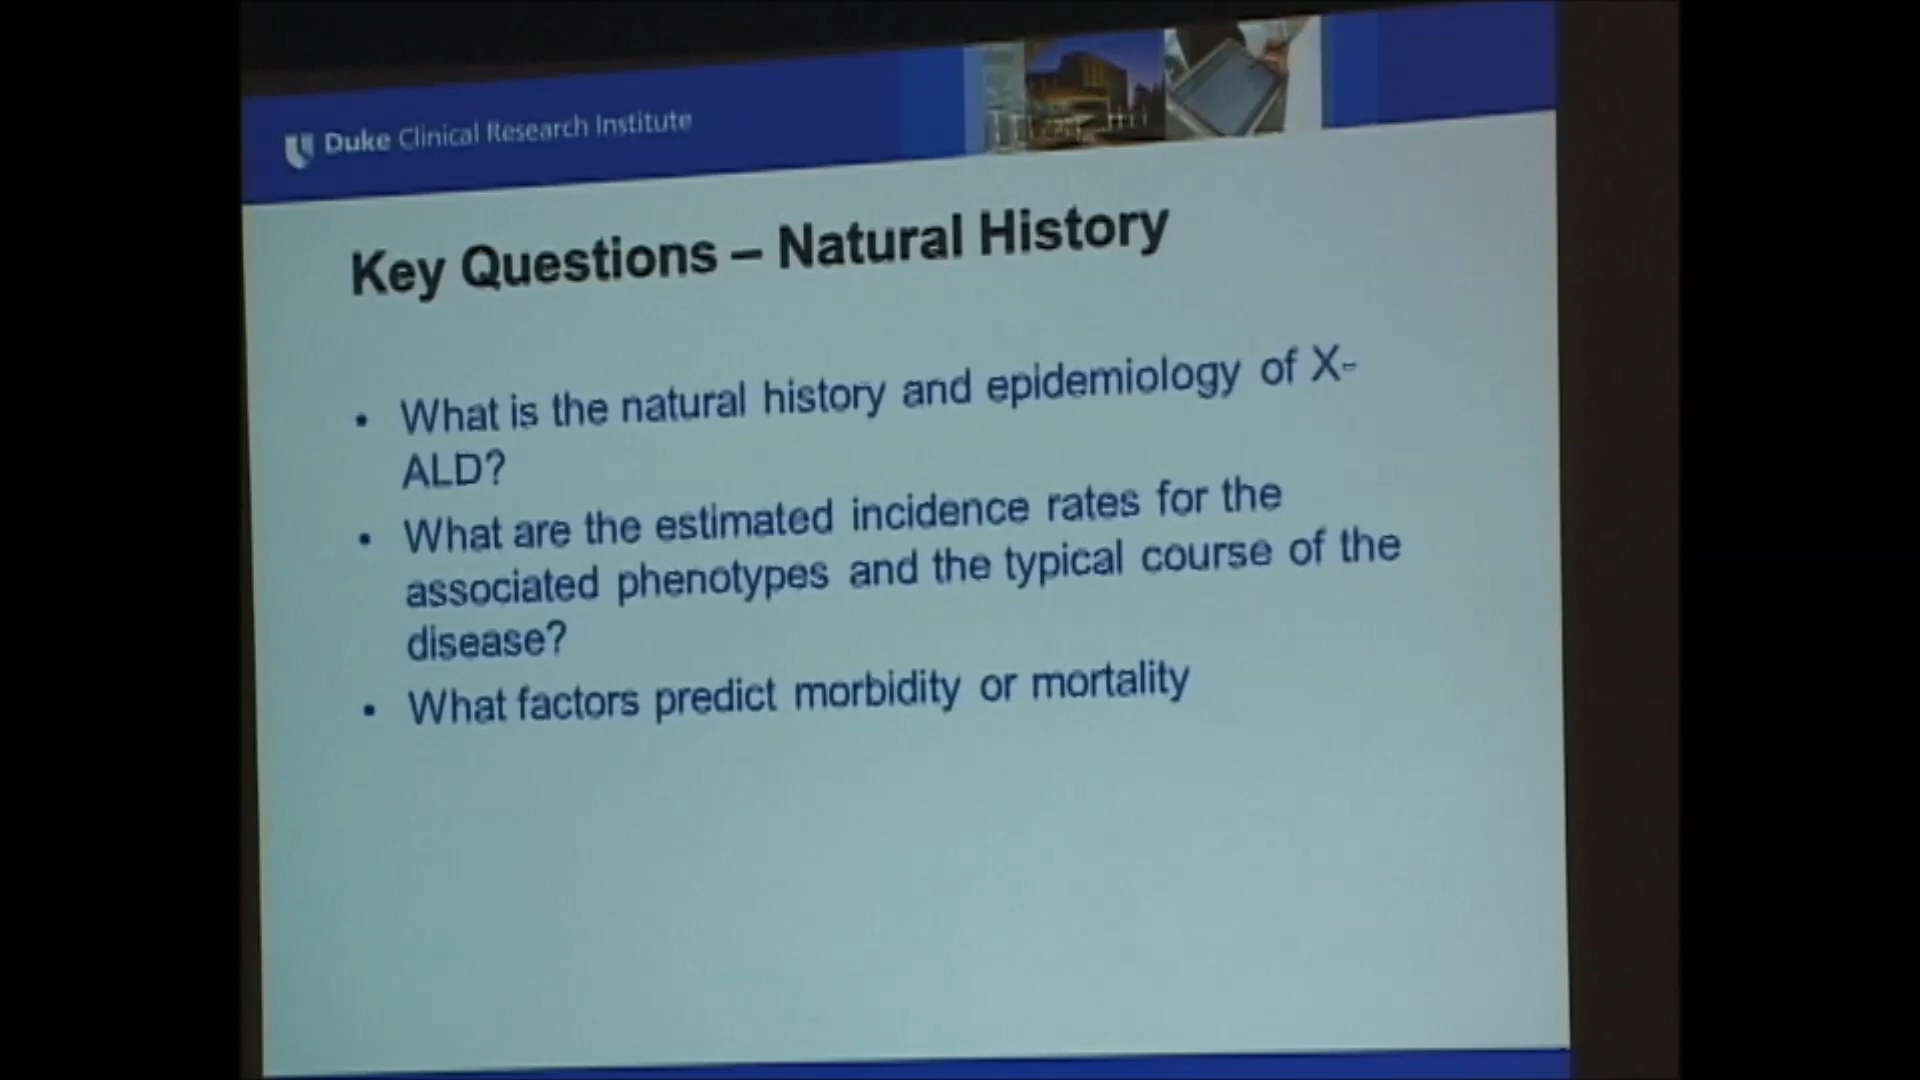 Duke Clinical Research Institute
Key Questions – Natural History
• What is the natural history and epidemiology of X-
ALD?
• What are the estimated incidence rates for the
associated phenotypes and the typical course of the
disease?
• What factors predict morbidity or mortality